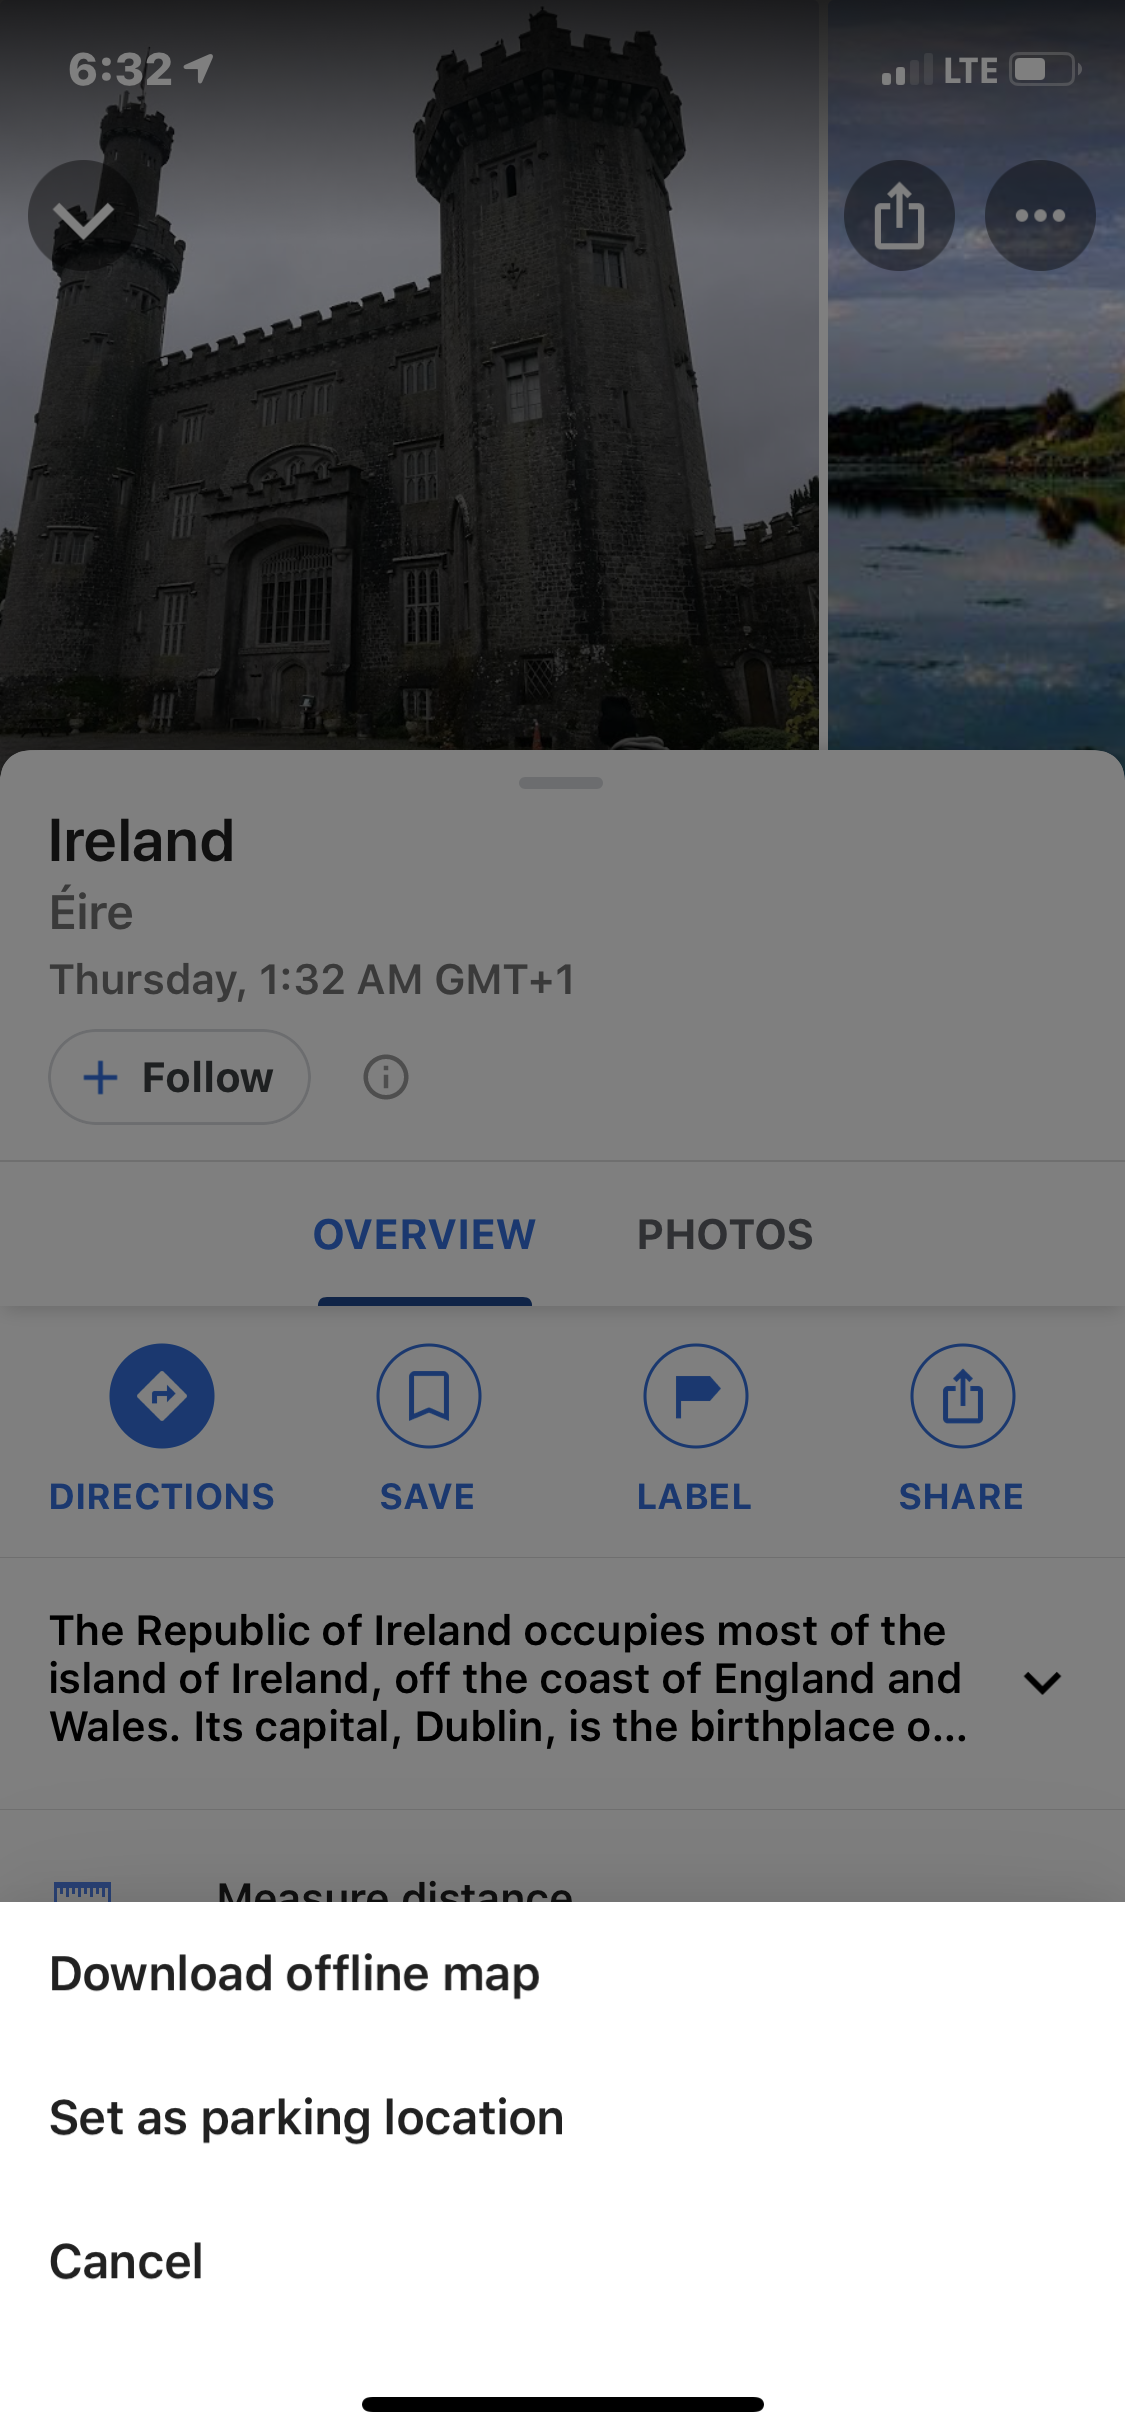 6:32
LTE
Ireland
Éire
Thursday, 1:32 AM GMT+1
+ Follow
OVERVIEW PHOTOS
DIRECTIONS SAVE LABEL SHARE
The Republic of Ireland occupies most of the
island of Ireland, off the coast of England and
Wales. Its capital, Dublin, is the birthplace o...
Measure distance
Download offline map
Set as parking location
Cancel